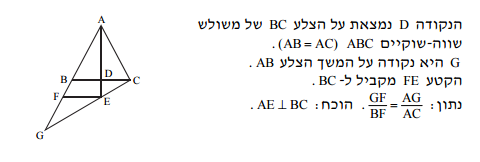 הנקודה D נמצאת על הצלע BC של משולש
שווה-שוקיים ABC (AB = AC).
G היא נקודה על המשך הצלע AB.
הקטע FE מקביל ל- BC.
נתון: GF/BF = AG/AC. הוכח: AE ⊥ BC.
A
B
D
C
F
E
G